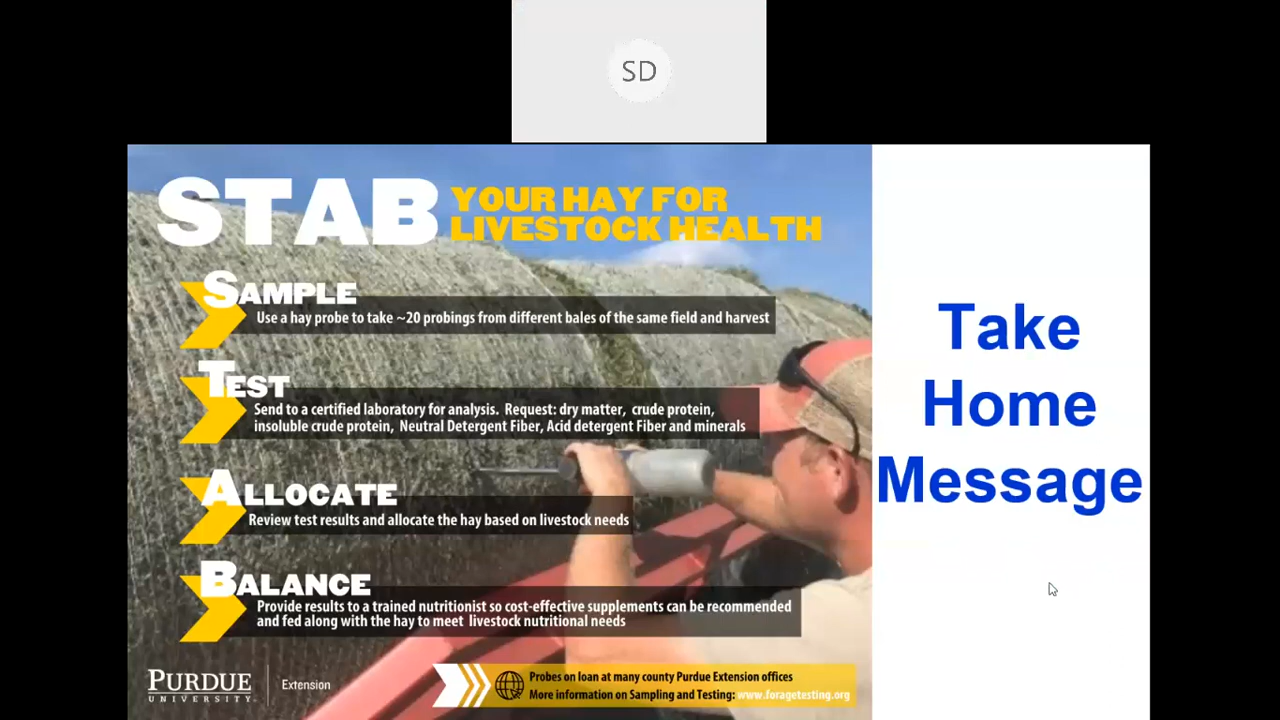 SD
STAB YOUR HAY FOR
LIVESTOCK HEALTH
SAMPLE
Use a hay probe to take ~20 probings from different bales of the same field and harvest
TEST
Send to a certified laboratory for analysis. Request: dry matter, crude protein,
insoluble crude protein, Neutral Detergent Fiber, Acid detergent Fiber and minerals
ALLOCATE
Review test results and allocate the hay based on livestock needs
BALANCE
Provide results to a trained nutritionist so cost-effective supplements can be recommended
and fed along with the hay to meet livestock nutritional needs
PURDUE
UNIVERSITY
Extension
Probes on loan at many county Purdue Extension offices
More information on Sampling and Testing: www.foragetesting.org
Take
Home
Message